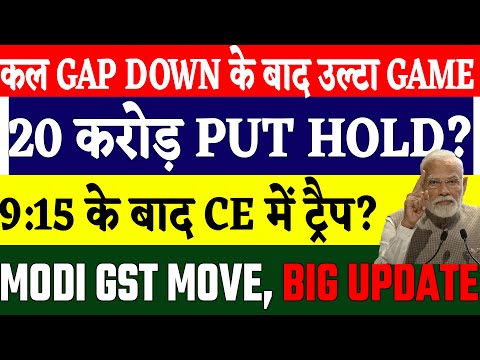 कल GAP DOWN के बाद उल्टा GAME
20 करोड़ PUT HOLD?
9:15 के बाद CE में ट्रैप?
MODI GST MOVE, BIG UPDATE